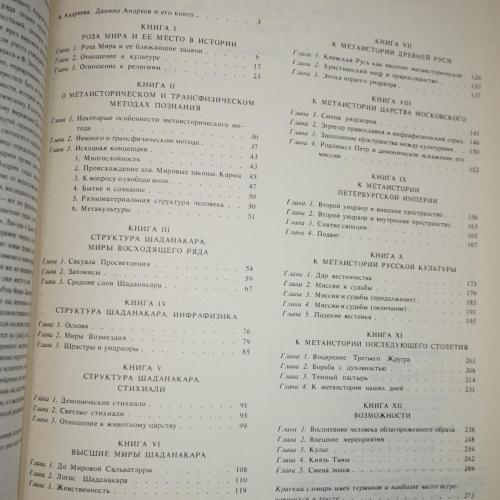 А Андреева. Даниил Андреев и его книга . . . 3
КНИГА I
РОЗА МИРА И ЕЕ МЕСТО В ИСТОРИИ
Глава 1. Роза Мира и ее ближайшие задачи . . . 6
Глава 2. Отношение к культуре . . . 17
Глава 3. Отношение к религиям . . . 23
КНИГА II
О МЕТАИСТОРИЧЕСКОМ И ТРАНСФИЗИЧЕСКОМ
МЕТОДАХ ПОЗНАНИЯ
Глава 1. Некоторые особенности метаисторического ме-
тода . . . 30
Глава 2. Немного о трансфизическом методе . . . 37
Глава 3. Исходная концепция . . . 43
1. Многослойность . . . 43
2. Происхождение зла. Мировые законы. Карма 45
3. К вопросу о свободе воли . . . 47
4. Бытие и сознание . . . 50
5. Разноматериальная структура человека . . . 50
6. Метакультуры . . . 51
КНИГА III
СТРУКТУРА ШАДАНАКАРА.
МИРЫ ВОСХОДЯЩЕГО РЯДА
Глава 1. Сакуала Просветления . . . 54
Глава 2. Затомисы . . . 59
Глава 3. Средние слои Шаданакара . . . 67
КНИГА IV
СТРУКТУРА ШАДАНАКАРА. ИНФРАФИЗИКА
Глава 1. Основа . . . 76
Глава 2. Миры Возмездия . . . 79
Глава 3. Шрастры и уицраоры . . . 85
КНИГА V
СТРУКТУРА ШАДАНАКАРА.
СТИХИАЛИ
Глава 1. Демонические стихиали . . . 91
Глава 2. Светлые стихиали . . . 95
Глава 3. Отношение к животному царству . . . 99
КНИГА VI
ВЫСШИЕ МИРЫ ШАДАНАКАРА
Глава 1. До Мировой Сальватэрры . . . 108
Глава 2. Логос Шаданакара . . . 110
Глава 3. Женственность . . . 119
КНИГА VII
К МЕТАИСТОРИИ ДРЕВНЕЙ РУСИ
Глава 1. Киевская Русь как явление метаисторическое . . 126
Глава 2. Христианский миф и прароссианство . . . 133
Глава 3. Эпоха первого уицраора . . . 137
КНИГА VIII
К МЕТАИСТОРИИ ЦАРСТВА МОСКОВСКОГО
Глава 1. Смена уицраоров
Глава 2. Эгрегор православия и инфрафизический страх.
Глава 3. Заполнение пространства между культурами . . 150
Глава 4. Родомысл Петр и демоническое искажение его
миссии . . . 152
КНИГА IX
К МЕТАИСТОРИИ
ПЕТЕРБУРГСКОЙ ИМПЕРИИ
Глава 1. Второй уицраор и внешнее пространство . . . 156
Глава 2. Второй уицраор и внутреннее пространство . . 163
Глава 3. Снятие санкции . . . 165
Глава 4. Подвиг . . . 167
КНИГА X
К МЕТАИСТОРИИ РУССКОЙ КУЛЬТУРЫ
Глава 1. Дар вестничества . . . 173
Глава 2. Миссии и судьбы . . . 179
Глава 3. Миссии и судьбы (продолжение) . . . 183
Глава 4. Миссии и судьбы (окончание) . . . 191
Глава 5. Падение вестника . . . 195
КНИГА XI
К МЕТАИСТОРИИ ПОСЛЕДУЮЩЕГО СТОЛЕТИЯ
Глава 1. Воцарение Третьего Жругра . . . 203
Глава 2. Борьба с духовностью . . . 208
Глава 3. Темный пастырь . . . 214
Глава 4. К метаистории наших дней . . . 231
КНИГА XII
ВОЗМОЖНОСТИ
Глава 1. Воспитание человека облагороженного образа . 238
Глава 2. Внешние мероприятия . . . 248
Глава 3. Культ . . . 254
Глава 4. Князь Тьмы . . . 262
Глава 5. Смена эонов . . . 269
Краткий словарь имен терминов и наиболее часто встре-
в тексте . . . 273